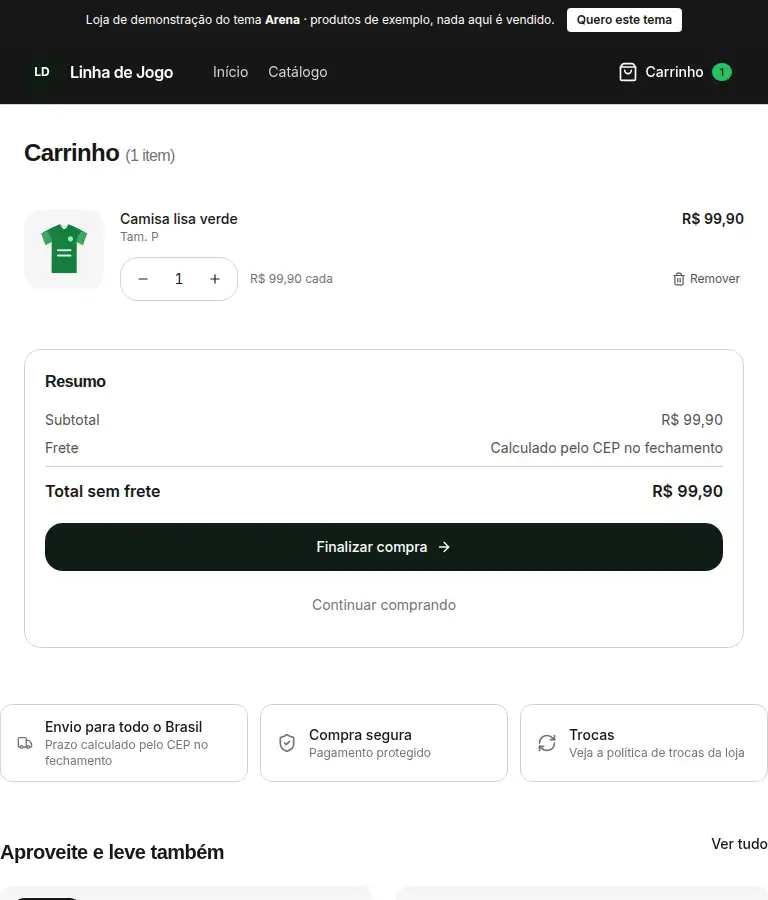 Loja de demonstração do tema Arena · produtos de exemplo, nada aqui é vendido. Quero este tema
LD Linha de Jogo Início Catálogo Carrinho 1
Carrinho (1 item)
Camisa lisa verde R$ 99,90
Tam. P
− 1 + R$ 99,90 cada Remover
Resumo
Subtotal R$ 99,90
Frete Calculado pelo CEP no fechamento
Total sem frete R$ 99,90
Finalizar compra →
Continuar comprando
Envio para todo o Brasil
Prazo calculado pelo CEP no
fechamento
Compra segura
Pagamento protegido
Trocas
Veja a política de trocas da loja
Aproveite e leve também Ver tudo